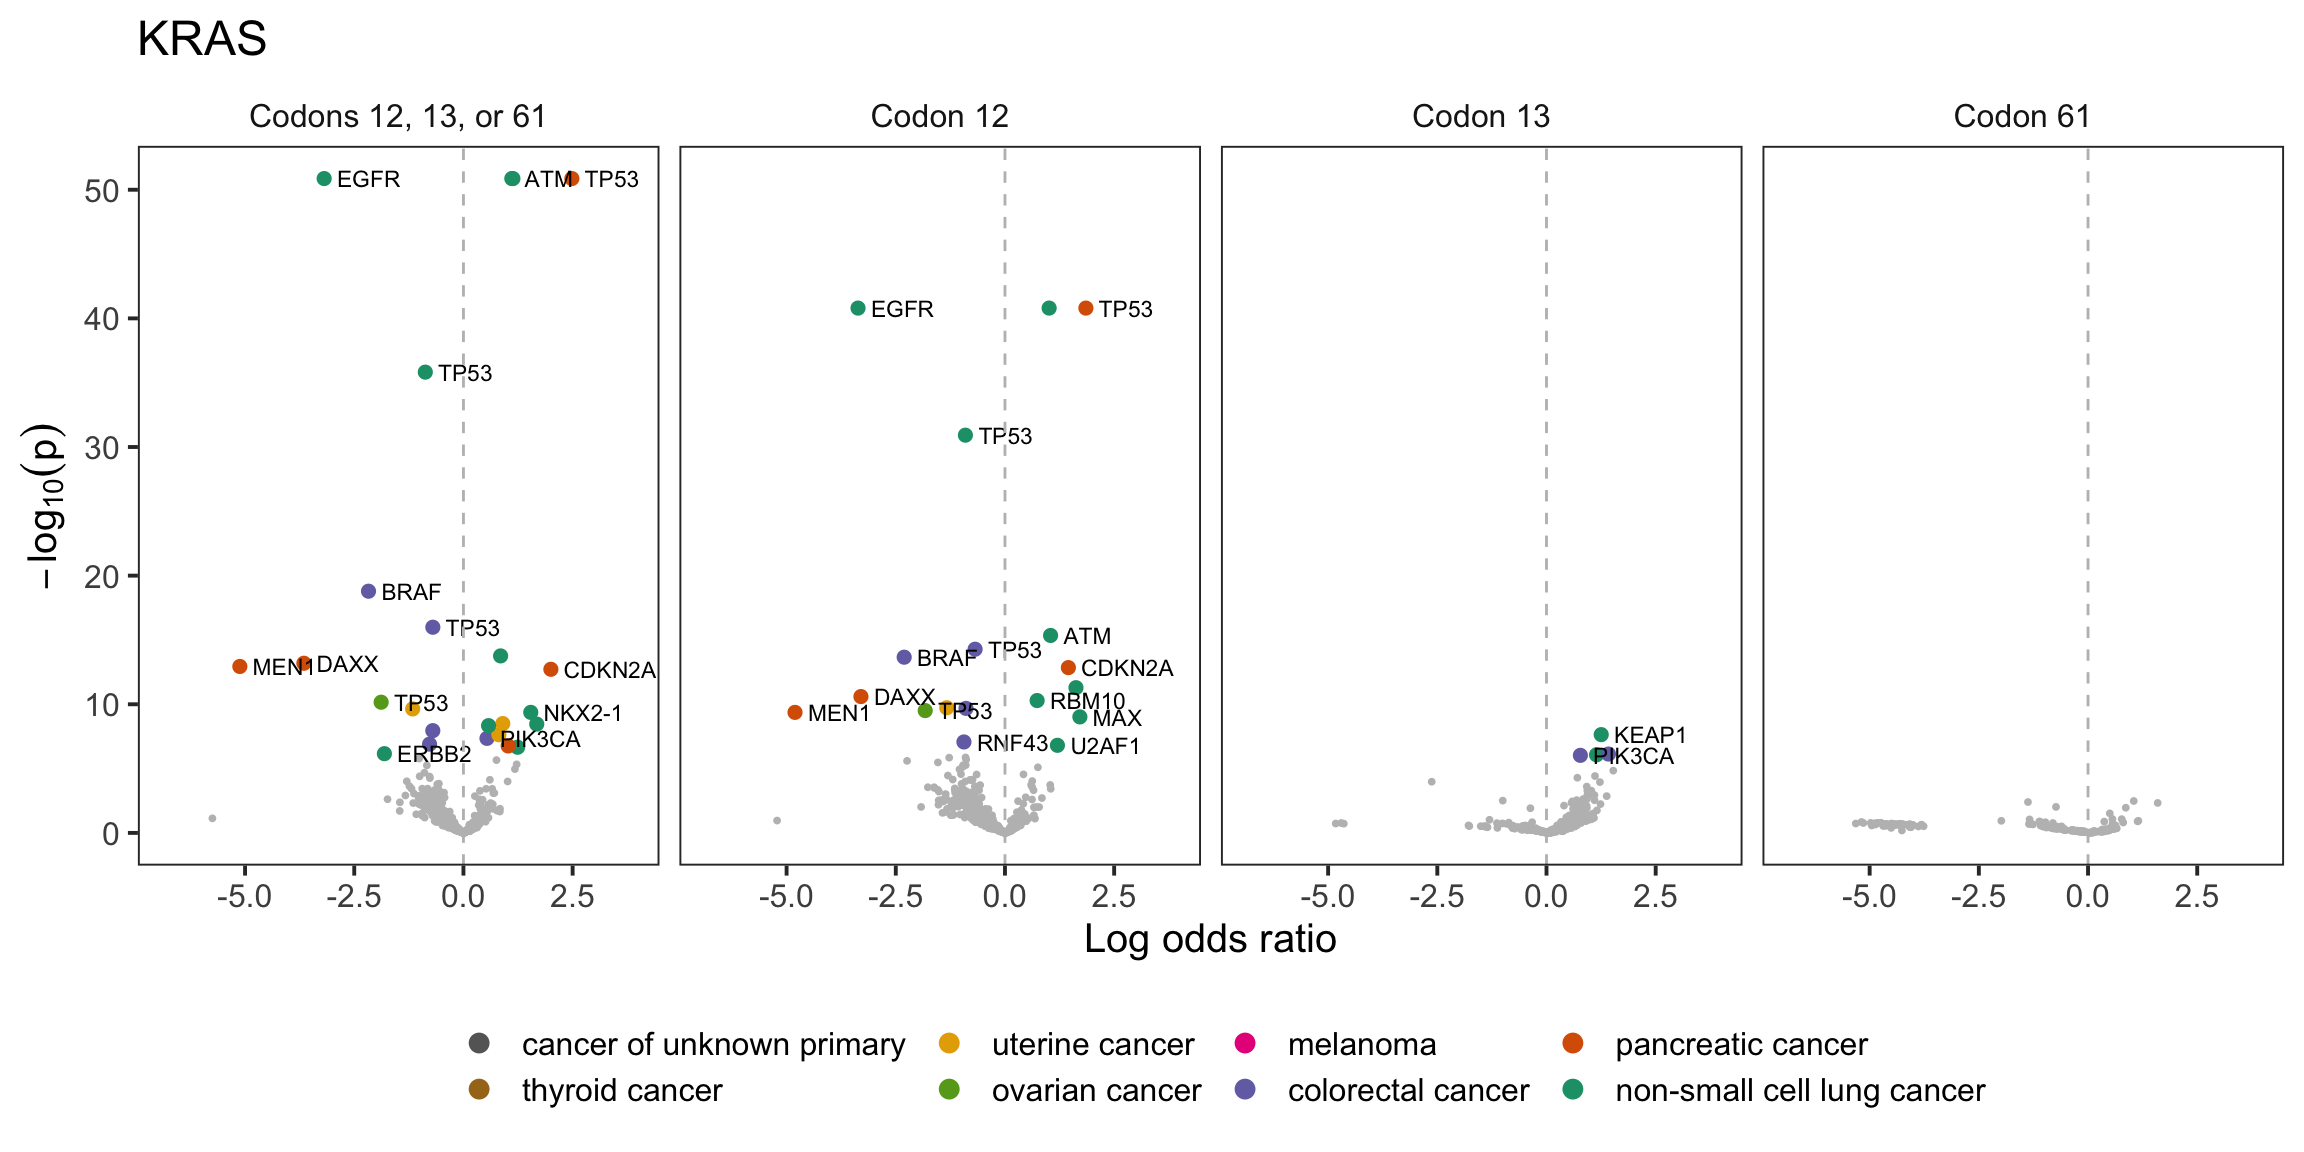 KRAS
Codons 12, 13, or 61
Codon 12
Codon 13
Codon 61
−log10(p)
50
40
30
20
10
0
EGFR
ATM
TP53
TP53
BRAF
TP53
MEN1
DAXX
CDKN2A
TP53
NKX2-1
PIK3CA
ERBB2
EGFR
TP53
TP53
ATM
TP53
BRAF
CDKN2A
DAXX
RBM10
MEN1
TP53
MAX
RNF43
U2AF1
KEAP1
PIK3CA
-5.0 -2.5 0.0 2.5
-5.0 -2.5 0.0 2.5
-5.0 -2.5 0.0 2.5
-5.0 -2.5 0.0 2.5
Log odds ratio
cancer of unknown primary
uterine cancer
melanoma
pancreatic cancer
thyroid cancer
ovarian cancer
colorectal cancer
non-small cell lung cancer